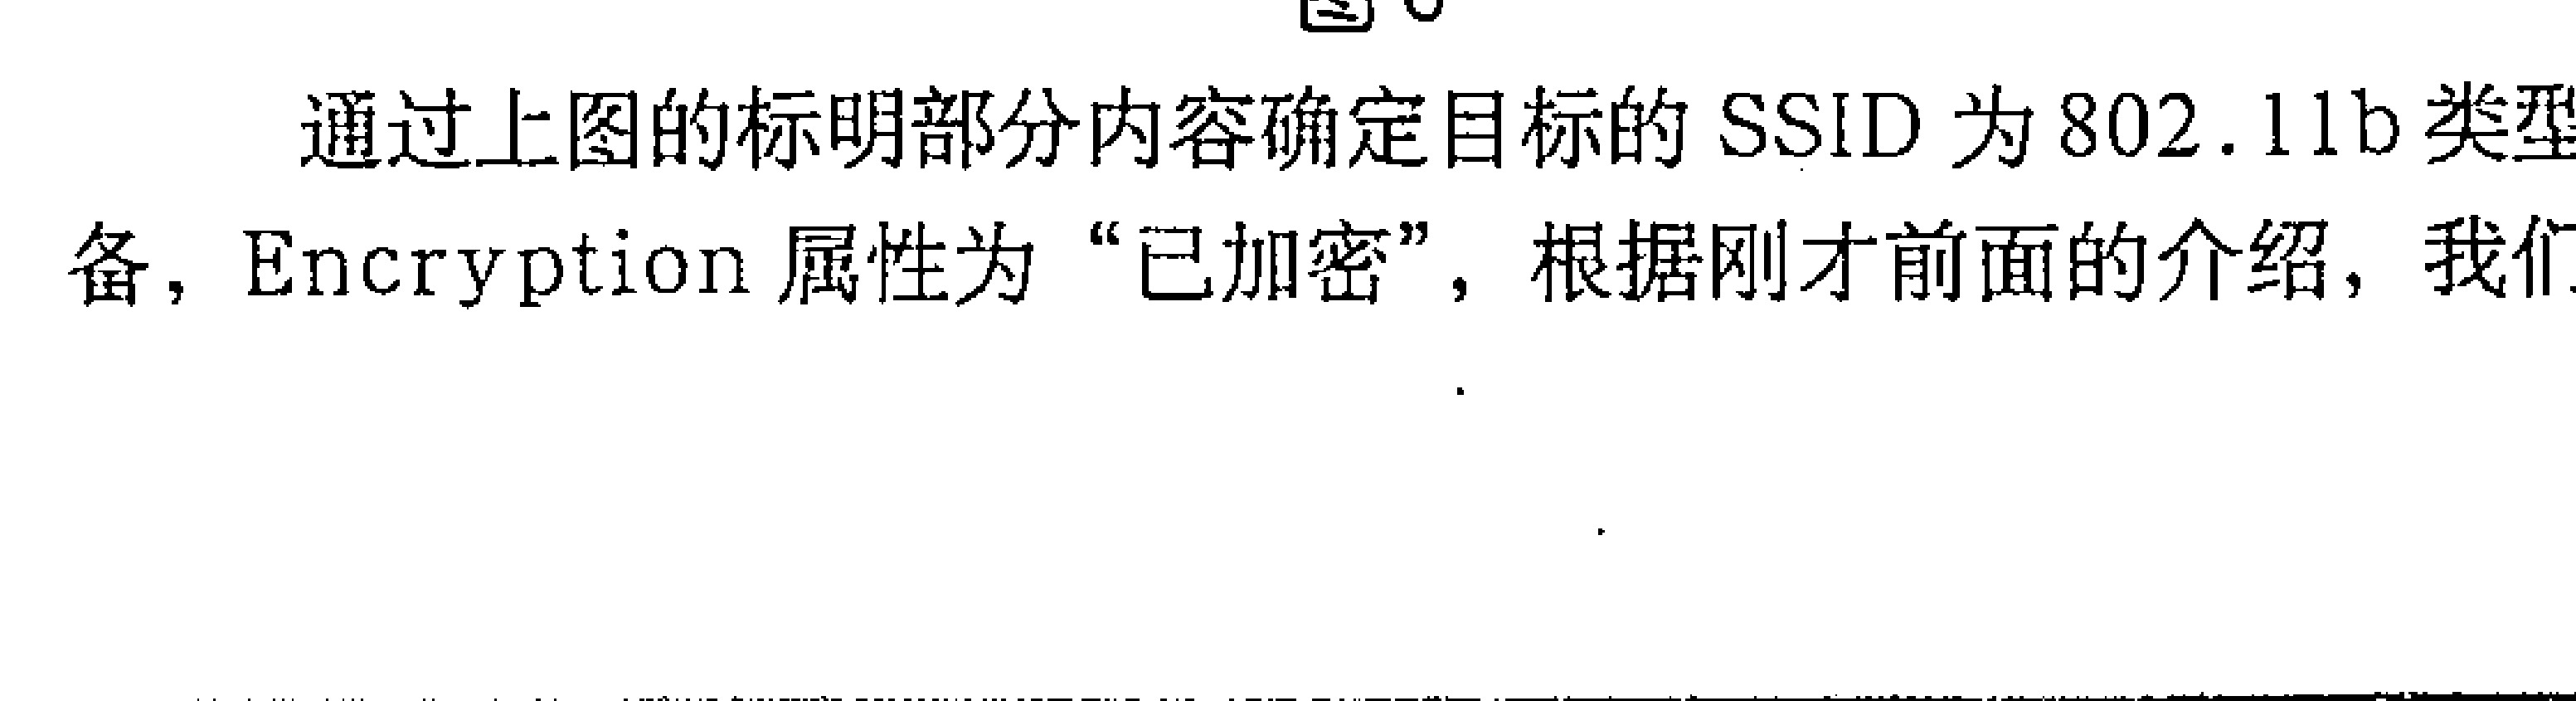 通过上图的标明部分内容确定目标的 SSID 为 802.11b 类型
备，Encryption 属性为“已加密”，根据刚才前面的介绍，我们